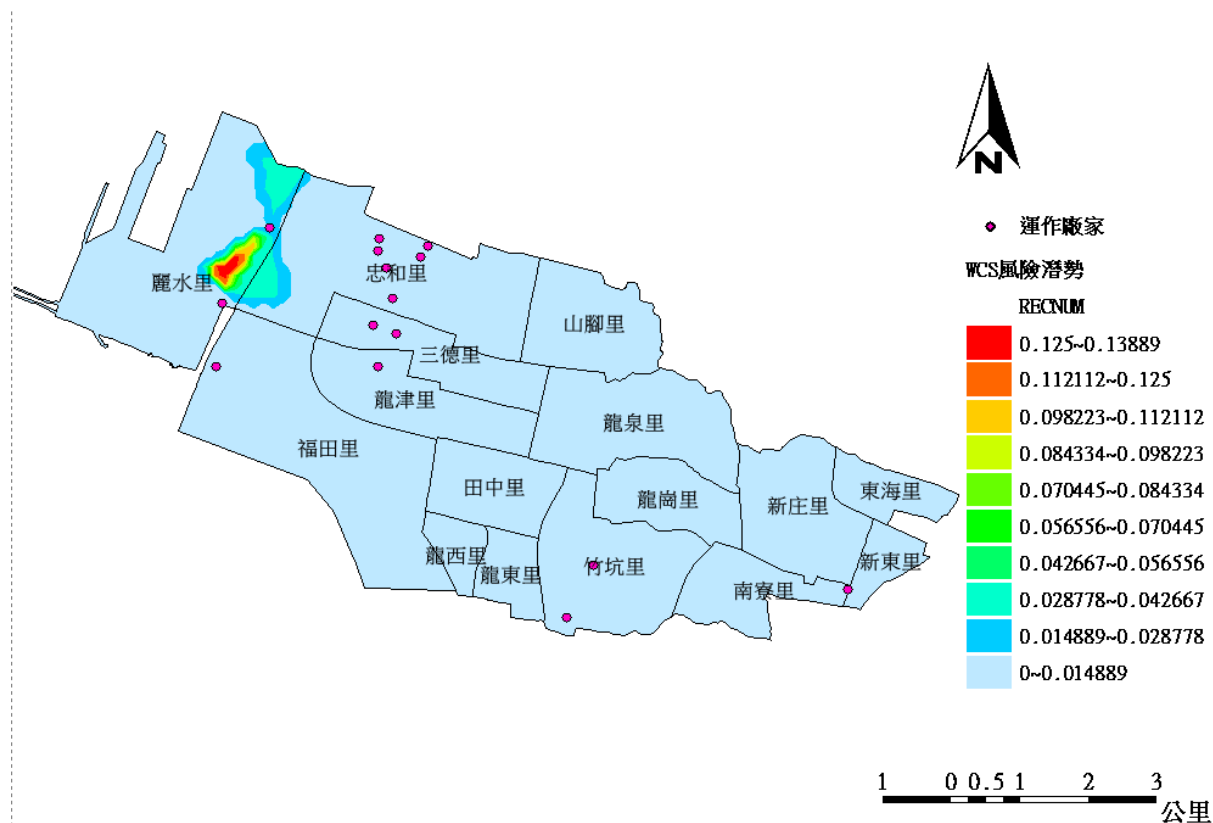 N
運作廠家
WCS風險潛勢
RECNUM
0.125~0.13889
0.112112~0.125
0.098223~0.112112
0.084334~0.098223
0.070445~0.084334
0.056556~0.070445
0.042667~0.056556
0.028778~0.042667
0.014889~0.028778
0~0.014889
麗水里
忠和里
山腳里
三德里
龍津里
龍泉里
福田里
田中里
龍崗里
新庄里
東海里
龍西里
龍東里
竹坑里
南寮里
新東里
1 0 0.5 1 2 3
公里